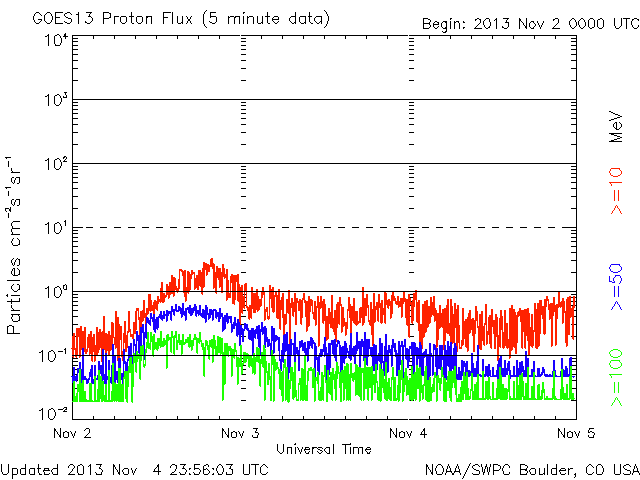 GOES13 Proton Flux (5 minute data)
Begin: 2013 Nov 2 0000 UTC
10⁴
10³
10²
10¹
10⁰
10⁻¹
10⁻²
Particles cm⁻²s⁻¹sr⁻¹
MeV
>=10
>=50
>=100
Nov 2
Nov 3
Nov 4
Nov 5
Universal Time
Updated 2013 Nov 4 23:56:03 UTC
NOAA/SWPC Boulder, CO USA